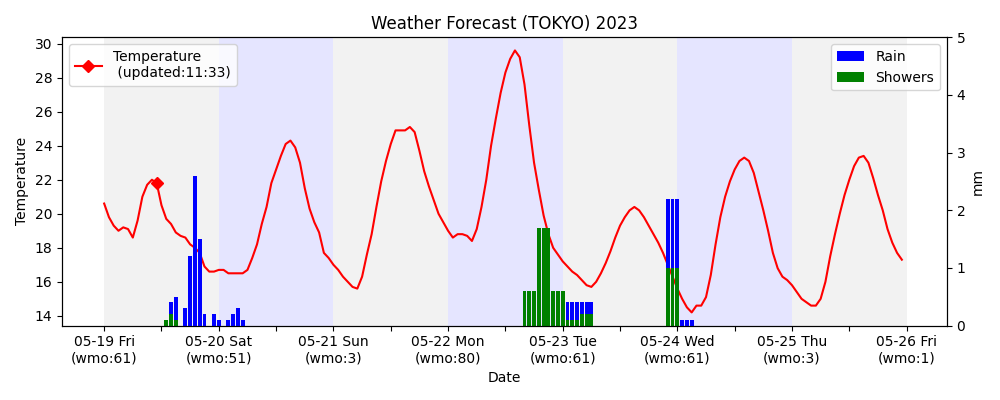 Weather Forecast (TOKYO) 2023
Temperature
(updated:11:33)
Rain
Showers
30
28
26
24
22
20
18
16
14
Temperature
5
4
3
2
1
0
mm
05-19 Fri
(wmo:61)
05-20 Sat
(wmo:51)
05-21 Sun
(wmo:3)
05-22 Mon
(wmo:80)
05-23 Tue
(wmo:61)
05-24 Wed
(wmo:61)
05-25 Thu
(wmo:3)
05-26 Fri
(wmo:1)
Date